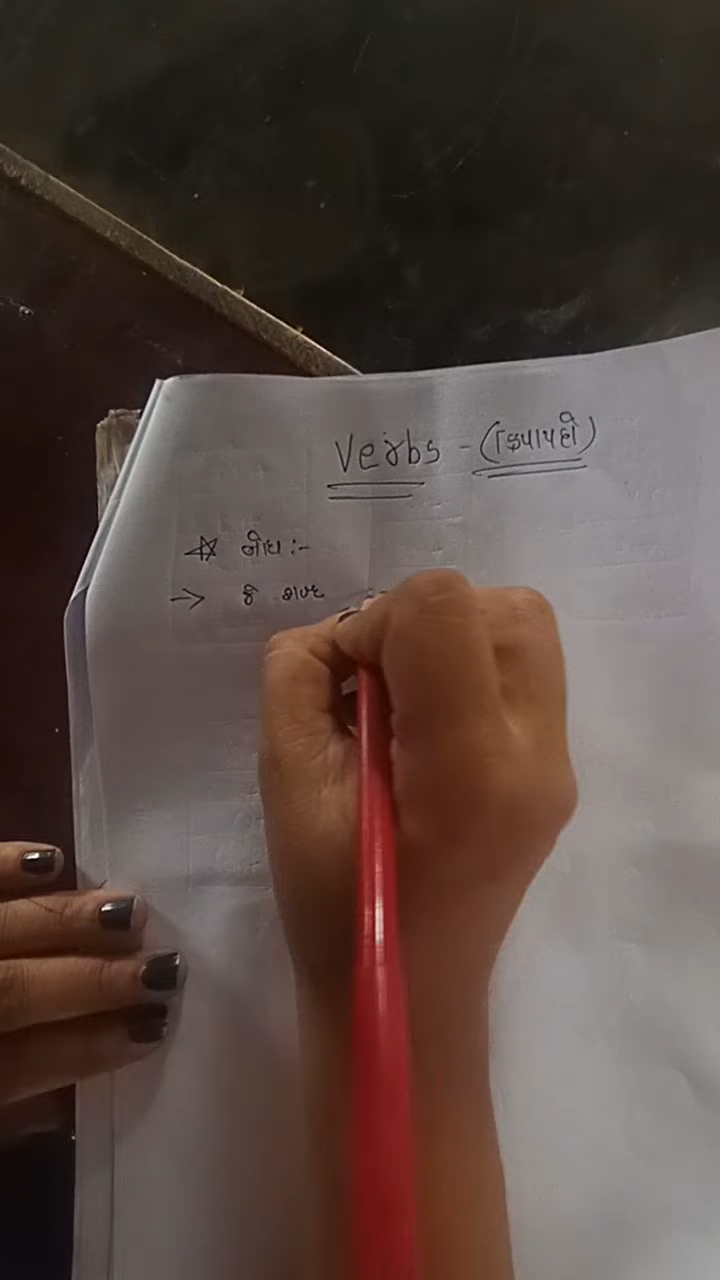 Verbs - (ક્રિયાપદો)
☆ નોંધ :-
→ જે શબ્દ